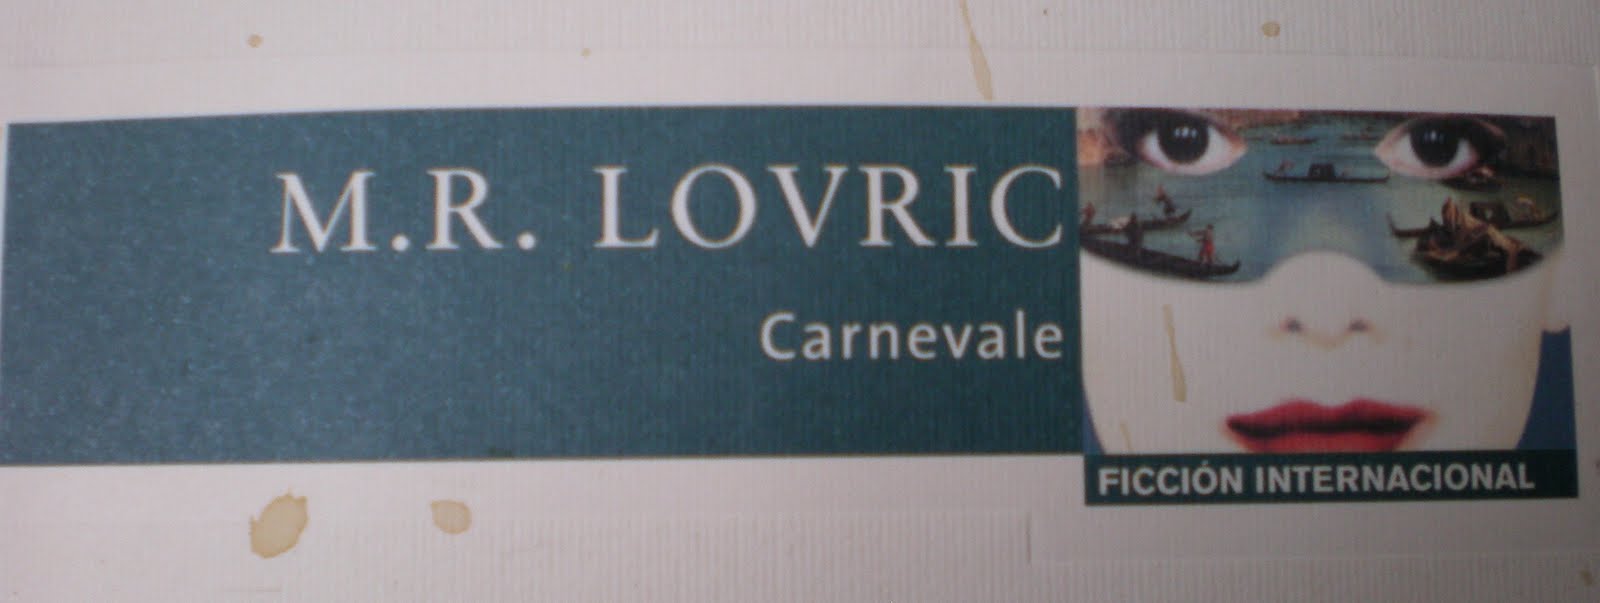 M.R. LOVRIC
Carnevale
FICCIÓN INTERNACIONAL